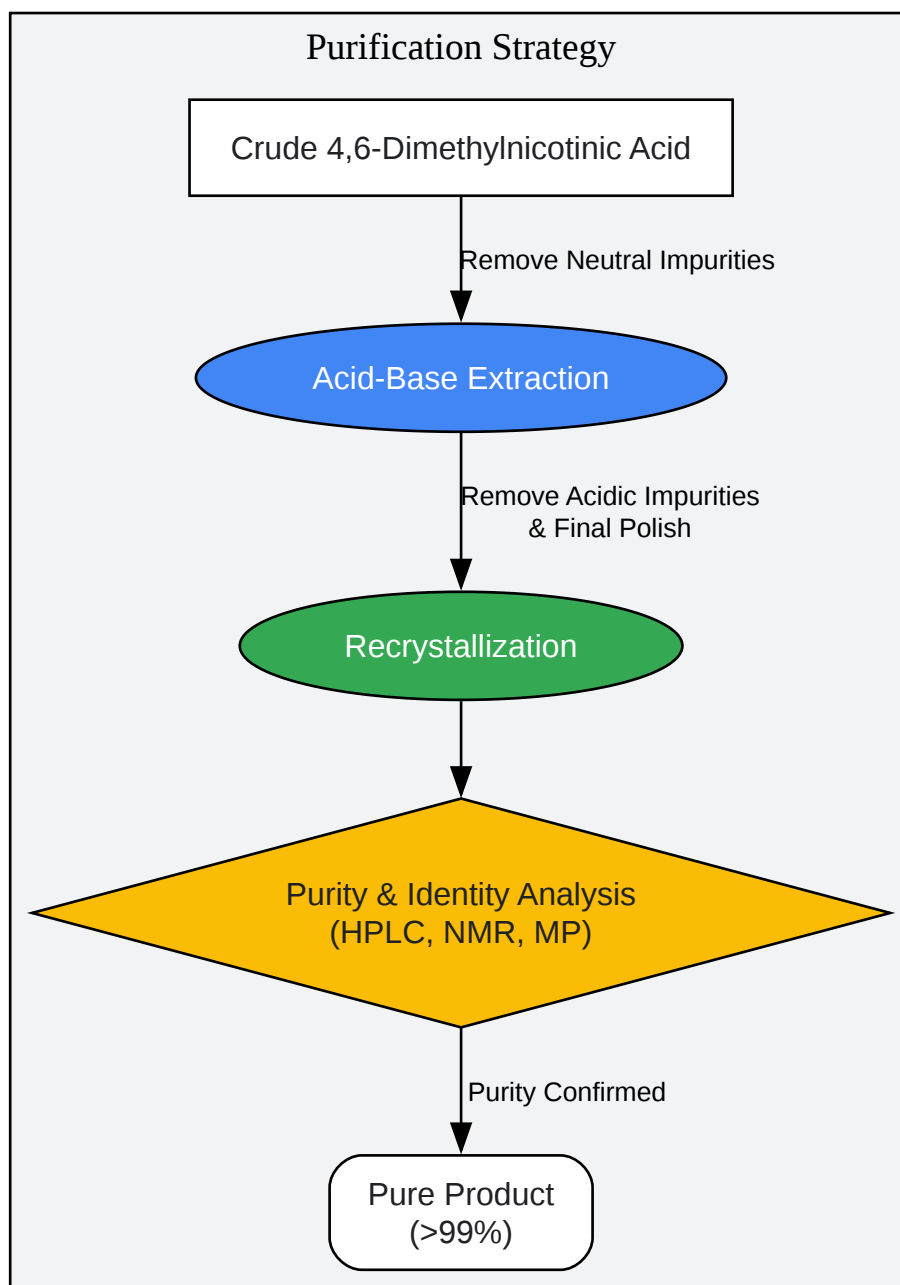 Purification Strategy
Crude 4,6-Dimethylnicotinic Acid
Remove Neutral Impurities
Acid-Base Extraction
Remove Acidic Impurities
& Final Polish
Recrystallization
Purity & Identity Analysis
(HPLC, NMR, MP)
Purity Confirmed
Pure Product
(>99%)